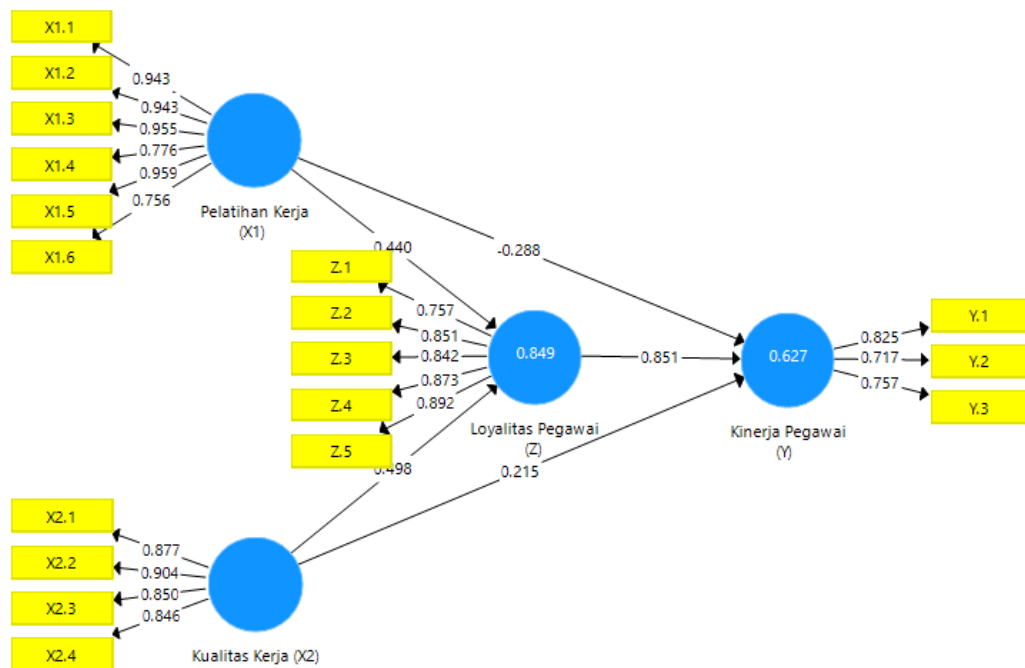 X1.1
X1.2
X1.3
X1.4
X1.5
X1.6
0.943
0.943
0.955
0.776
0.959
0.756
Pelatihan Kerja
(X1)
0.440
-0.288
Z.1
Z.2
Z.3
Z.4
Z.5
0.757
0.851
0.842
0.873
0.892
0.849
Loyalitas Pegawai
(Z)
0.851
0.627
Kinerja Pegawai
(Y)
0.825
0.717
0.757
Y.1
Y.2
Y.3
0.498
0.215
X2.1
X2.2
X2.3
X2.4
0.877
0.904
0.850
0.846
Kualitas Kerja (X2)